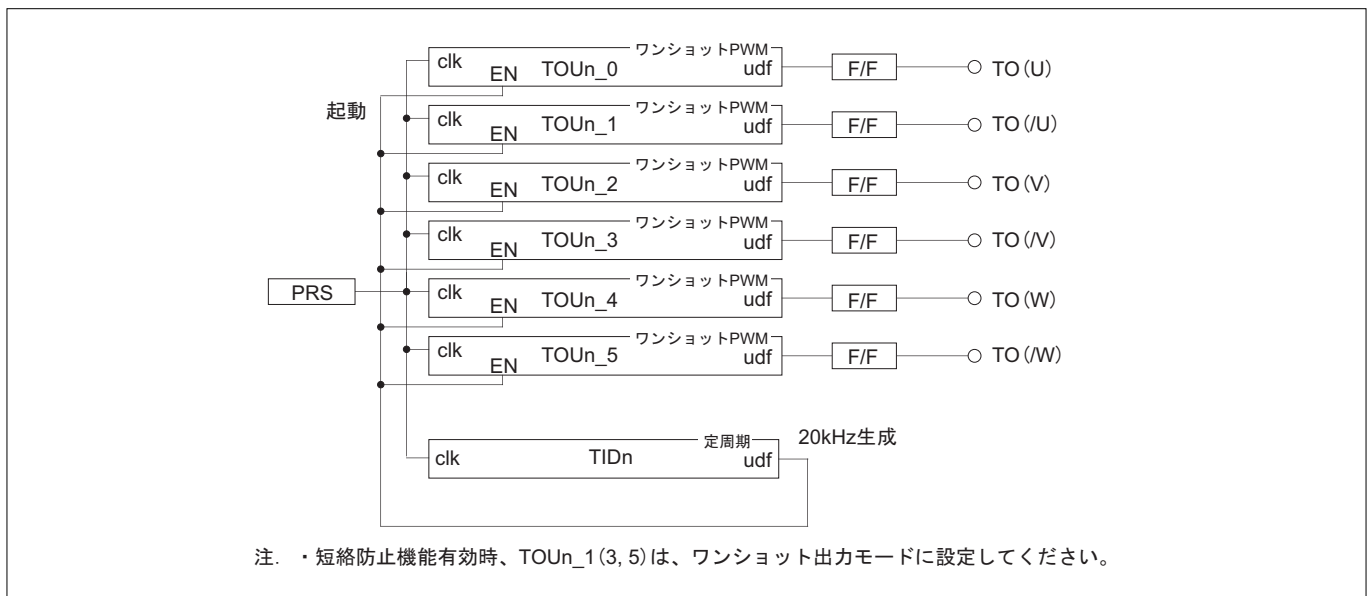 ワンショットPWM
clk EN TOUn_0 udf F/F TO(U)
起動
ワンショットPWM
clk EN TOUn_1 udf F/F TO(/U)
ワンショットPWM
clk EN TOUn_2 udf F/F TO(V)
ワンショットPWM
clk EN TOUn_3 udf F/F TO(/V)
ワンショットPWM
PRS clk EN TOUn_4 udf F/F TO(W)
ワンショットPWM
clk EN TOUn_5 udf F/F TO(/W)
定周期 20kHz生成
clk TIDn udf
注. ・短絡防止機能有効時、TOUn_1(3, 5)は、ワンショット出力モードに設定してください。